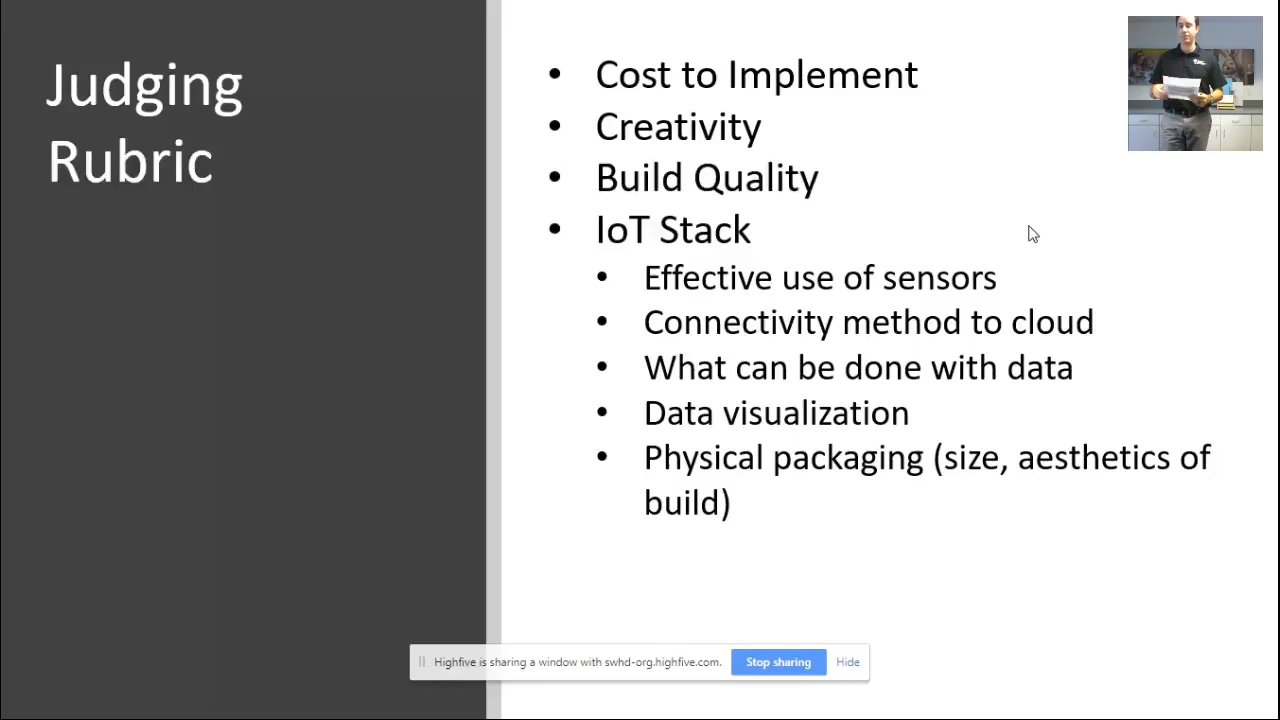 Judging
Rubric
• Cost to Implement
• Creativity
• Build Quality
• IoT Stack
• Effective use of sensors
• Connectivity method to cloud
• What can be done with data
• Data visualization
• Physical packaging (size, aesthetics of
build)
Highfive is sharing a window with swhd-org.highfive.com.
Stop sharing
Hide